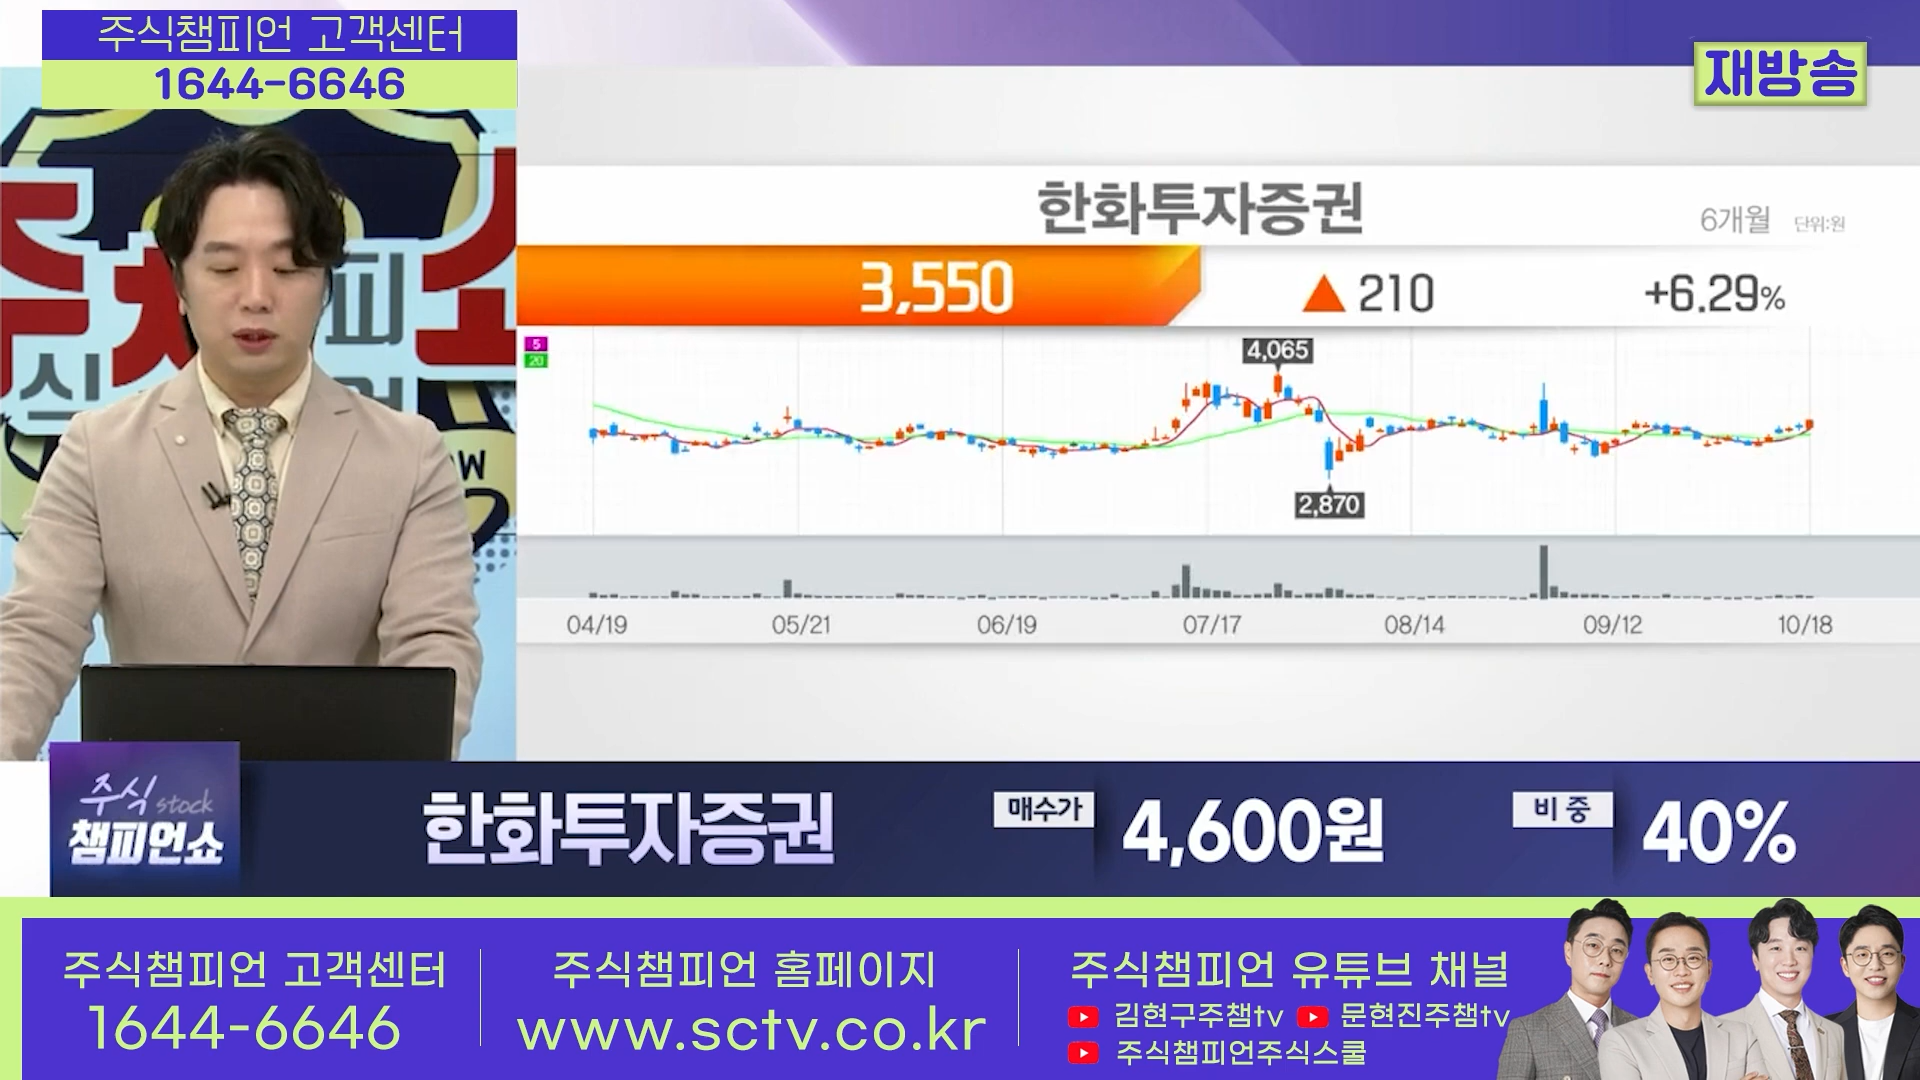 주식챔피언 고객센터
1644-6646
재방송
피
식
W
한화투자증권
6개월 단위:원
3,550 ▲210 +6.29%
5
20
4,065
2,870
04/19 05/21 06/19 07/17 08/14 09/12 10/18
주식 stock
챔피언쇼
한화투자증권
매수가 4,600원
비중 40%
주식챔피언 고객센터
1644-6646
주식챔피언 홈페이지
www.sctv.co.kr
주식챔피언 유튜브 채널
김현구주챔tv 문현진주챔tv
주식챔피언주식스쿨